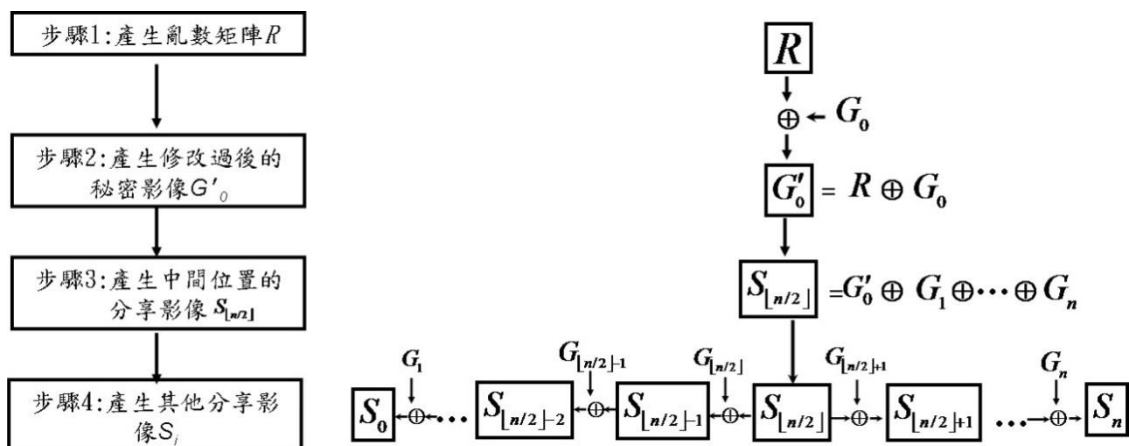 步驟1:產生亂數矩陣R
步驟2:產生修改過後的
秘密影像G'₀
步驟3:產生中間位置的
分享影像 S⌊n/2⌋
步驟4:產生其他分享影
像Sᵢ
R
⊕ ← G₀
G'₀ = R ⊕ G₀
S⌊n/2⌋ =G'₀ ⊕ G₁ ⊕⋯⊕ Gₙ
G₁ G⌊n/2⌋-1 G⌊n/2⌋ G⌊n/2⌋+1 Gₙ
S₀ ←⊕← ⋯ S⌊n/2⌋-2 ←⊕← S⌊n/2⌋-1 ←⊕← S⌊n/2⌋ →⊕→ S⌊n/2⌋+1 ⋯ →⊕→ Sₙ